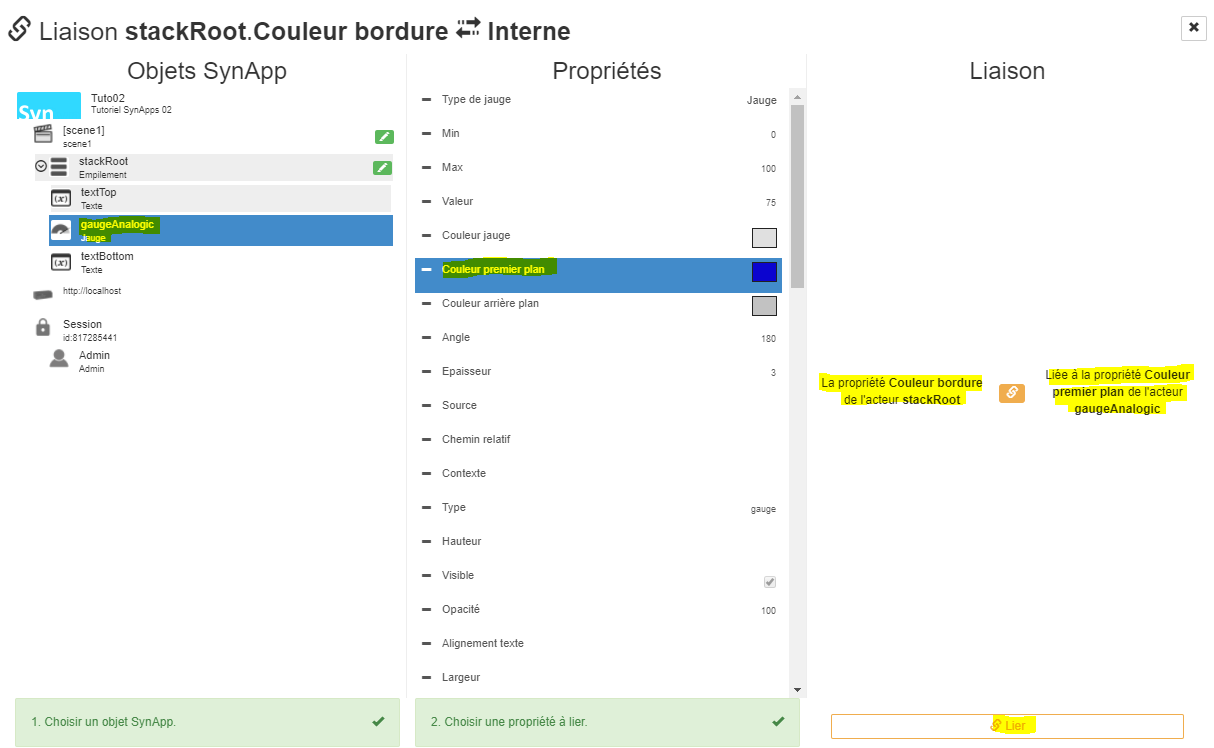 Liaison stackRoot.Couleur bordure Interne
Objets SynApp
Syn
Tuto02
Tutoriel SynApps 02
[scene1]
scene1
stackRoot
Empilement
textTop
Texte
gaugeAnalogic
Jauge
textBottom
Texte
http://localhost
Session
id:817285441
Admin
Admin
1. Choisir un objet SynApp.
Propriétés
Type de jauge Jauge
Min 0
Max 100
Valeur 75
Couleur jauge
Couleur premier plan
Couleur arrière plan
Angle 180
Epaisseur 3
Source
Chemin relatif
Contexte
Type gauge
Hauteur
Visible
Opacité 100
Alignement texte
Largeur
2. Choisir une propriété à lier.
Liaison
La propriété Couleur bordure
de l'acteur stackRoot
Liée à la propriété Couleur
premier plan de l'acteur
gaugeAnalogic
Lier